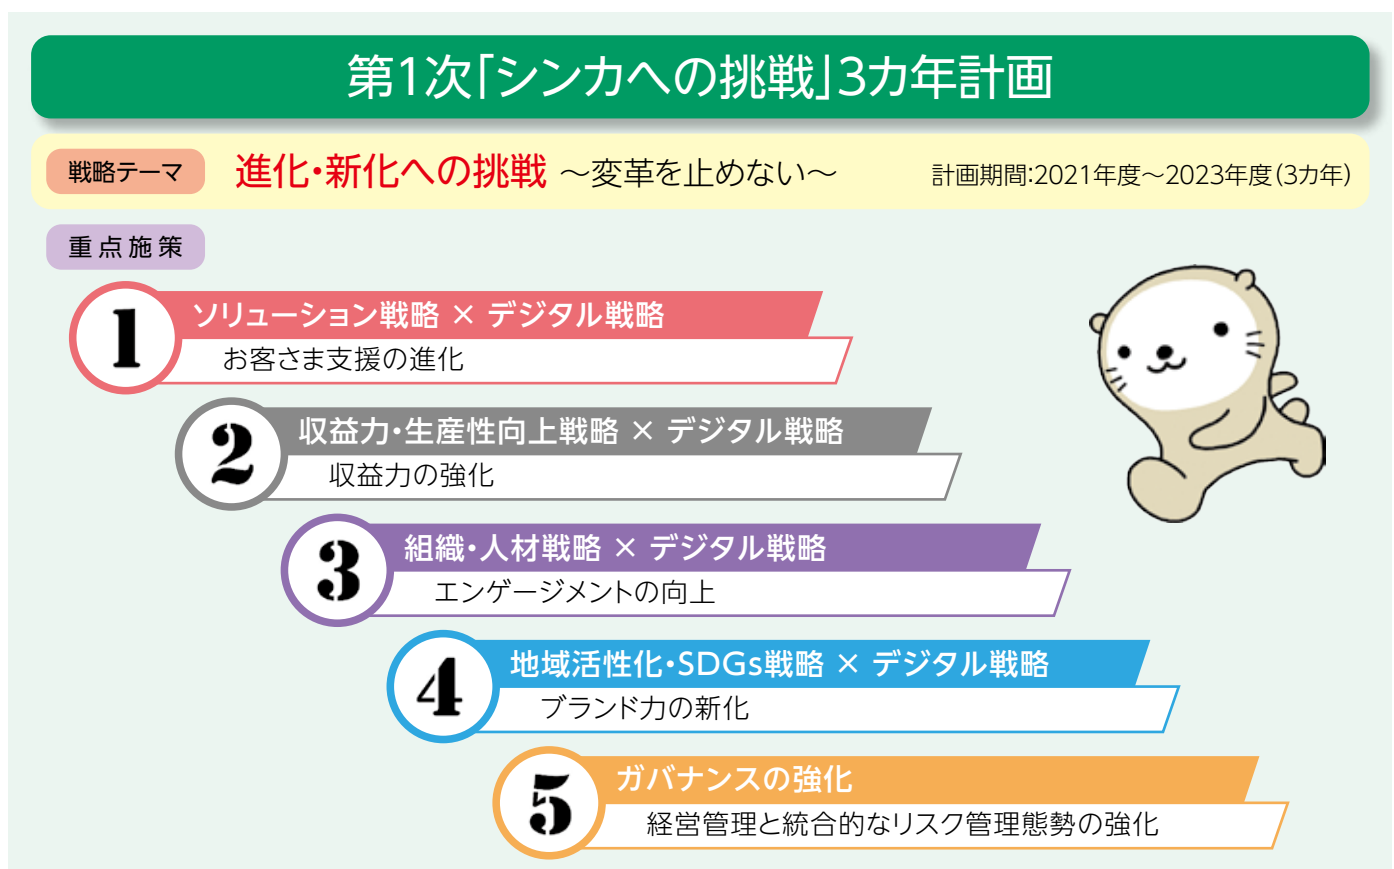 第1次「シンカへの挑戦」3カ年計画
戦略テーマ 進化・新化への挑戦 ～変革を止めない～ 計画期間：2021年度～2023年度（3カ年）
重点施策
1 ソリューション戦略 × デジタル戦略
お客さま支援の進化
2 収益力・生産性向上戦略 × デジタル戦略
収益力の強化
3 組織・人材戦略 × デジタル戦略
エンゲージメントの向上
4 地域活性化・SDGs戦略 × デジタル戦略
ブランド力の新化
5 ガバナンスの強化
経営管理と統合的なリスク管理態勢の強化